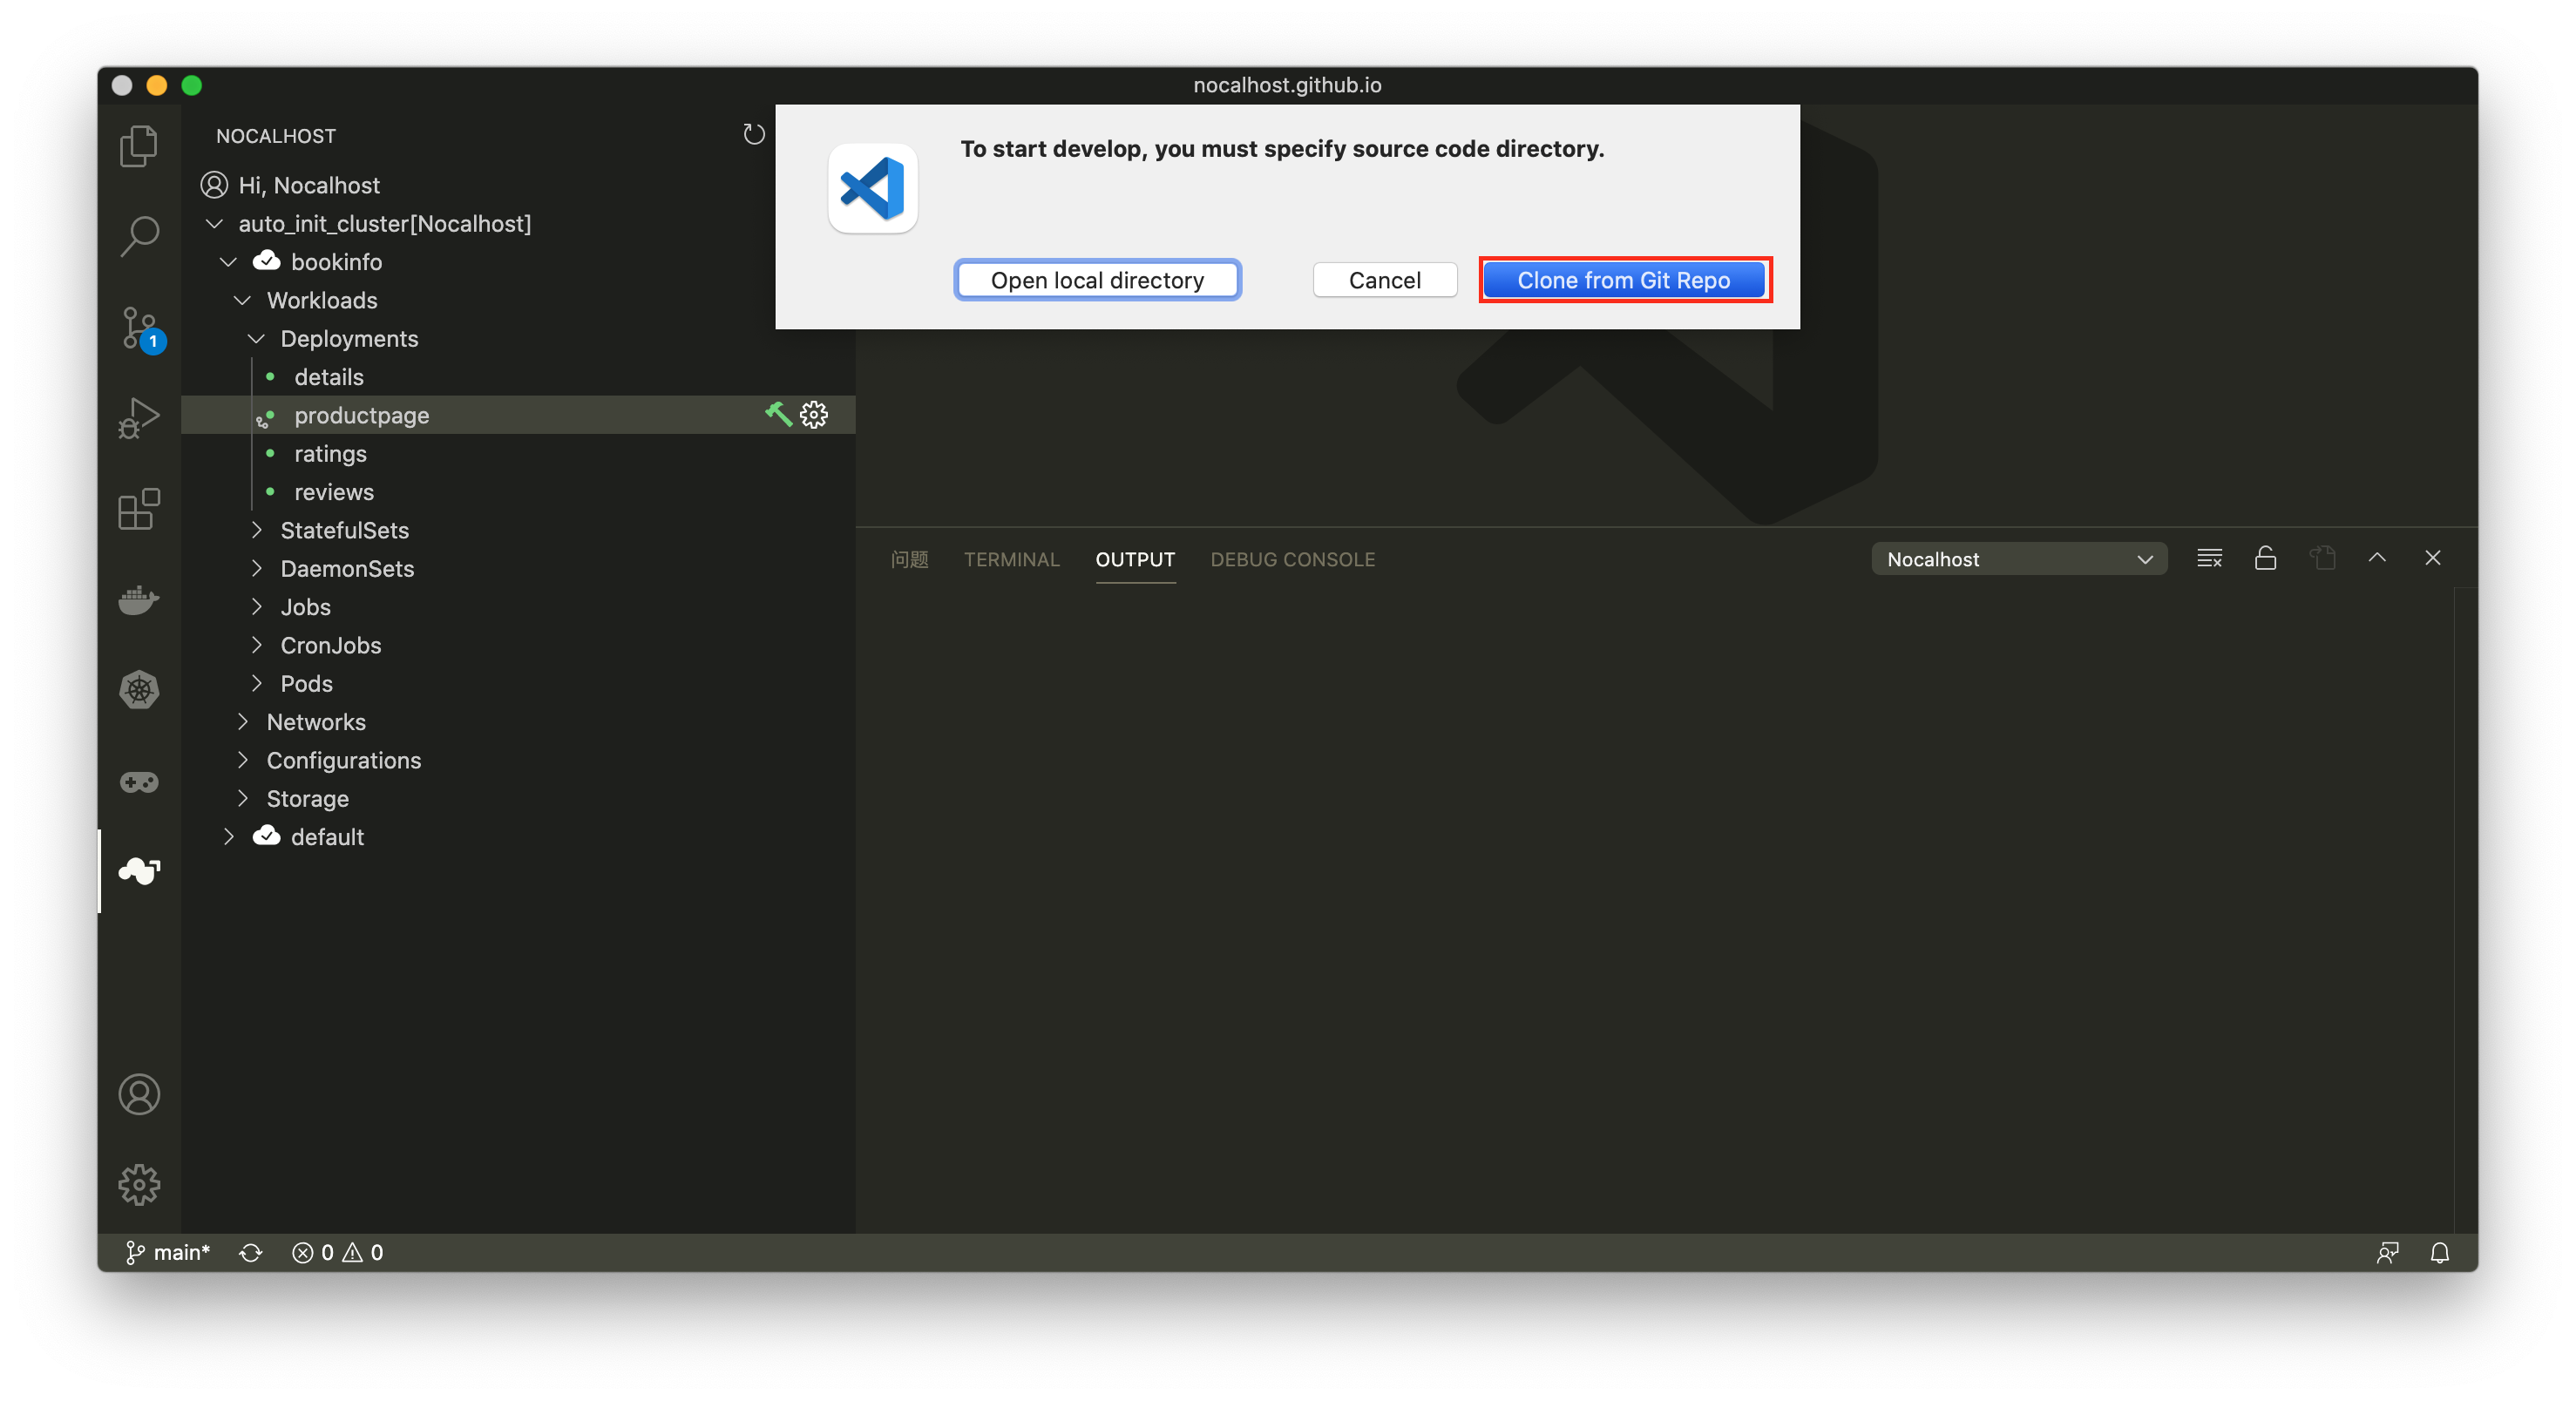 nocalhost.github.io
NOCALHOST
Hi, Nocalhost
auto_init_cluster[Nocalhost]
bookinfo
Workloads
Deployments
details
productpage
ratings
reviews
StatefulSets
DaemonSets
Jobs
CronJobs
Pods
Networks
Configurations
Storage
default
1
To start develop, you must specify source code directory.
Open local directory
Cancel
Clone from Git Repo
问题 TERMINAL OUTPUT DEBUG CONSOLE
Nocalhost
main* 0 0